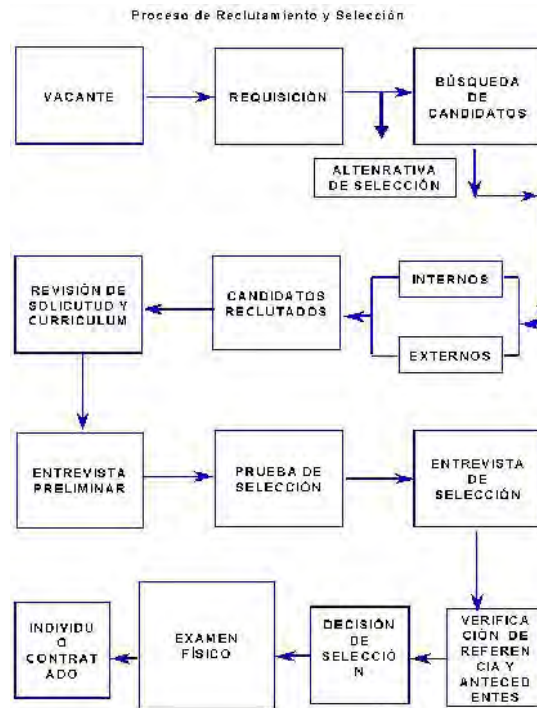 Proceso de Reclutamiento y Selección
VACANTE
REQUISICIÓN
BÚSQUEDA
DE
CANDIDATOS
ALTENRATIVA
DE SELECCIÓN
REVISIÓN DE
SOLICUTUD Y
CURRICULUM
CANDIDATOS
RECLUTADOS
INTERNOS
EXTERNOS
ENTREVISTA
PRELIMINAR
PRUEBA DE
SELECCIÓN
ENTREVISTA
DE
SELECCIÓN
INDIVIDU
O
CONTRAT
ADO
EXAMEN
FÍSICO
DECISIÓN
DE
SELECCIÓ
N
VERIFICA
CIÓN DE
REFEREN
CIA Y
ANTECED
ENTES